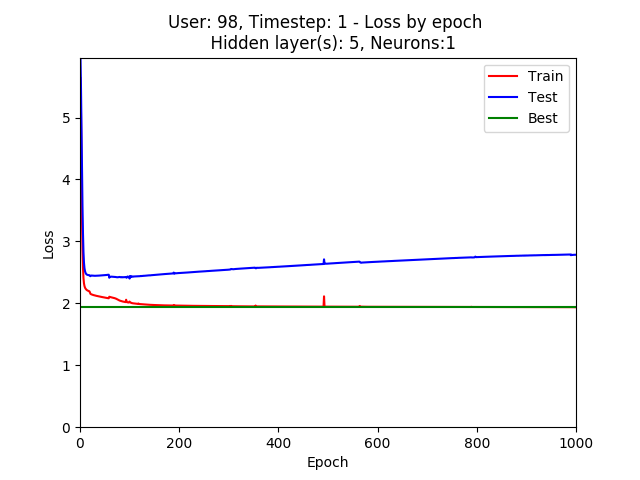 User: 98, Timestep: 1 - Loss by epoch
Hidden layer(s): 5, Neurons:1
Train
Test
Best
5
4
3
2
1
0
Loss
0 200 400 600 800 1000
Epoch